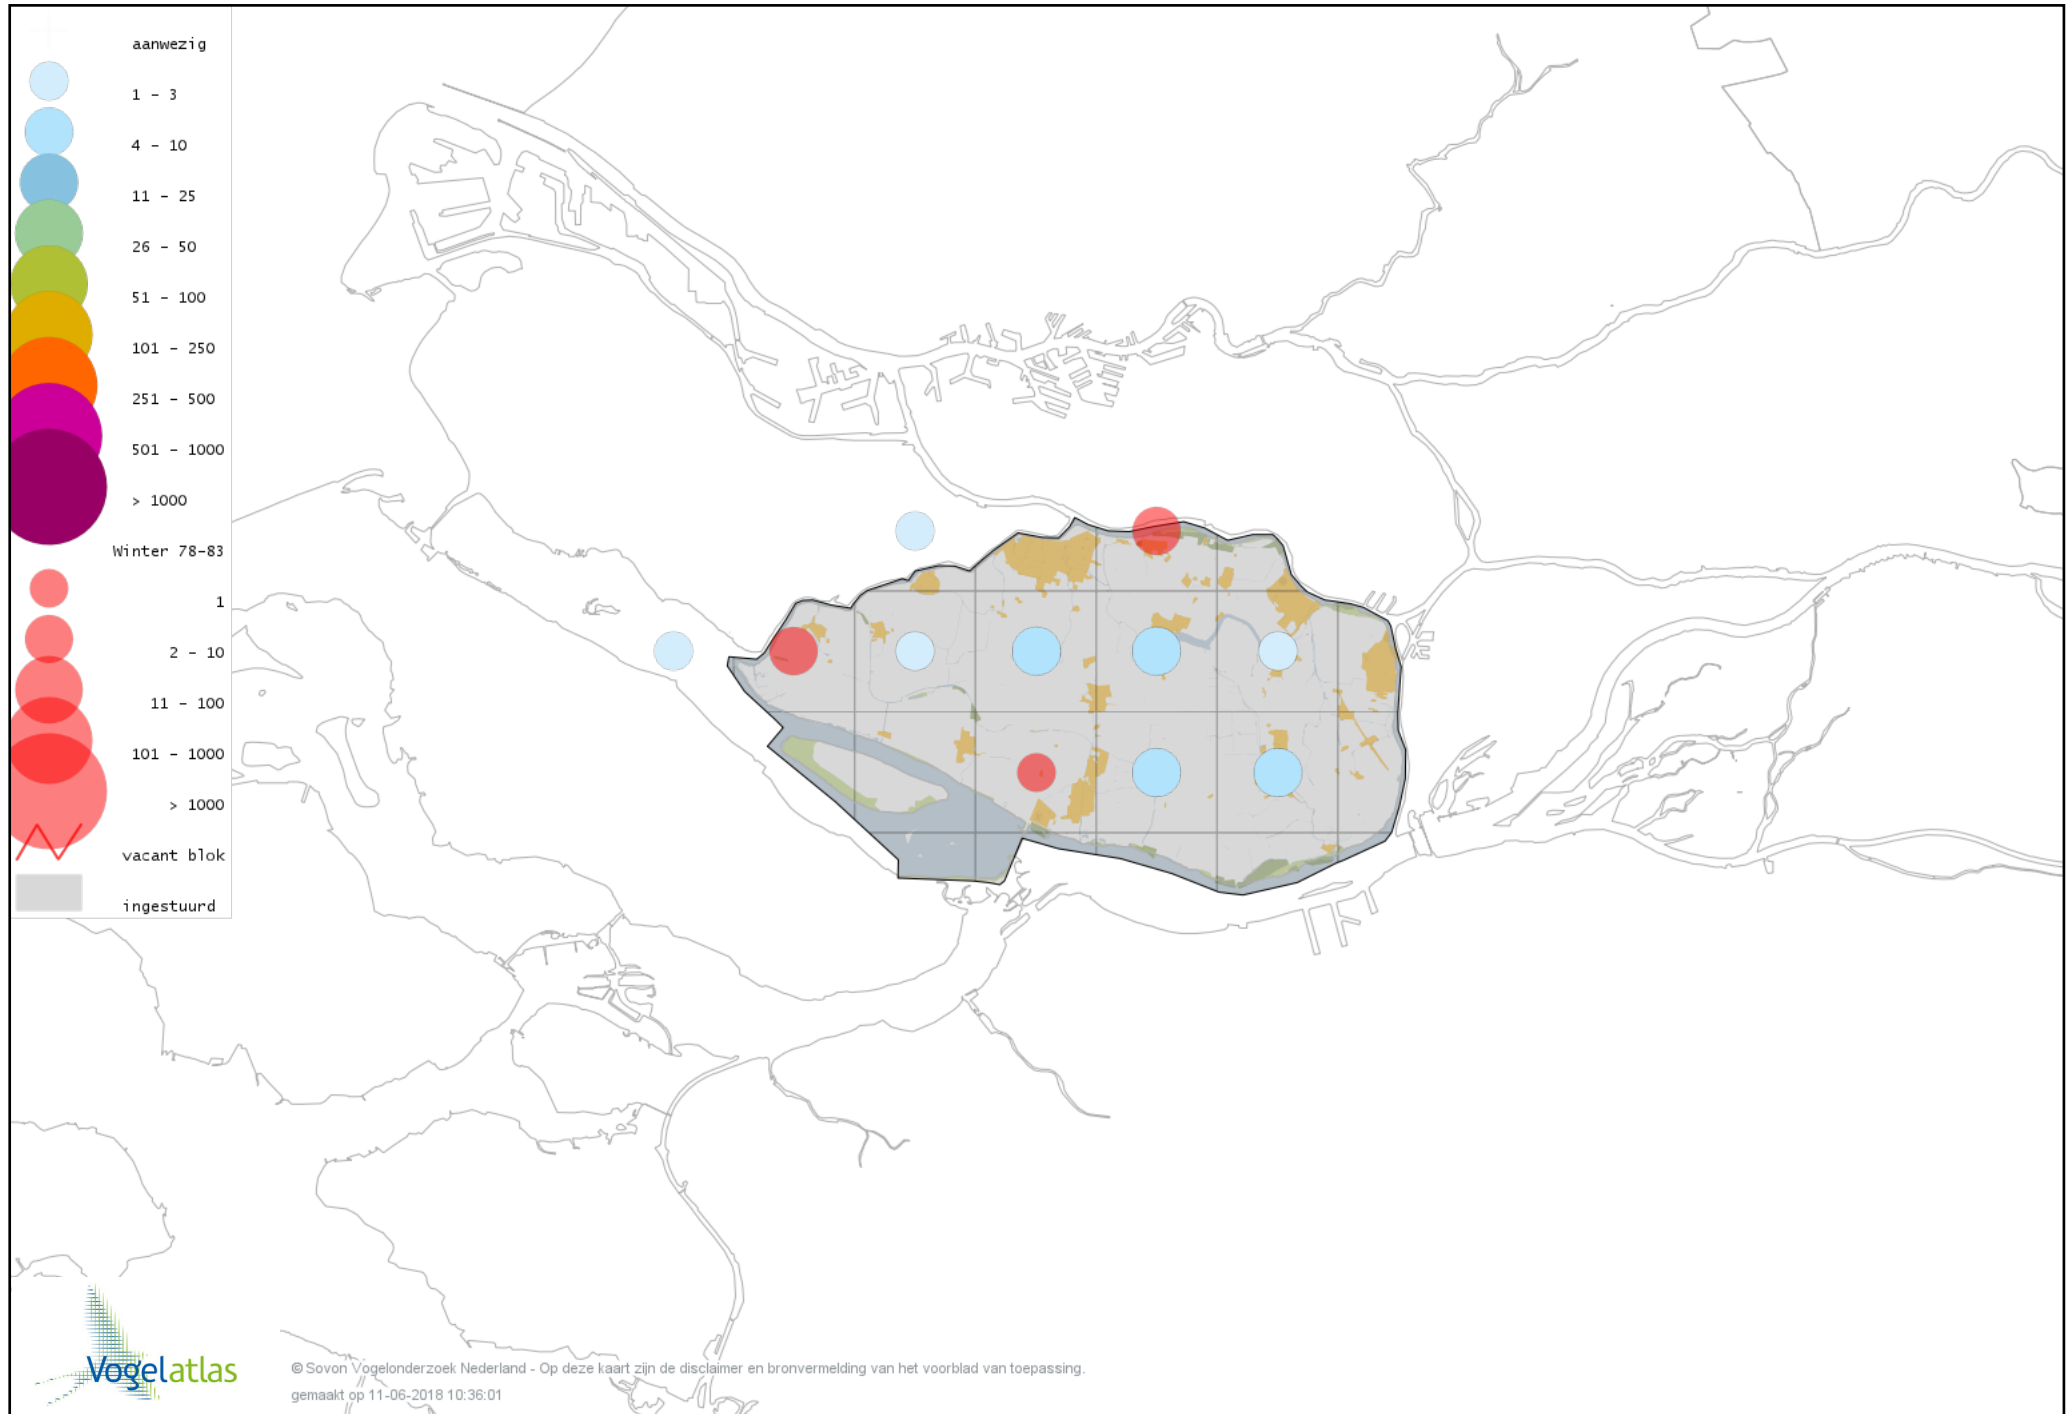 aanwezig
1 - 3
4 - 10
11 - 25
26 - 50
51 - 100
101 - 250
251 - 500
501 - 1000
> 1000
Winter 78-83
1
2 - 10
11 - 100
101 - 1000
> 1000
vacant blok
ingestuurd
Vogelatlas
© Sovon Vogelonderzoek Nederland - Op deze kaart zijn de disclaimer en bronvermelding van het voorblad van toepassing.
gemaakt op 11-06-2018 10:36:01